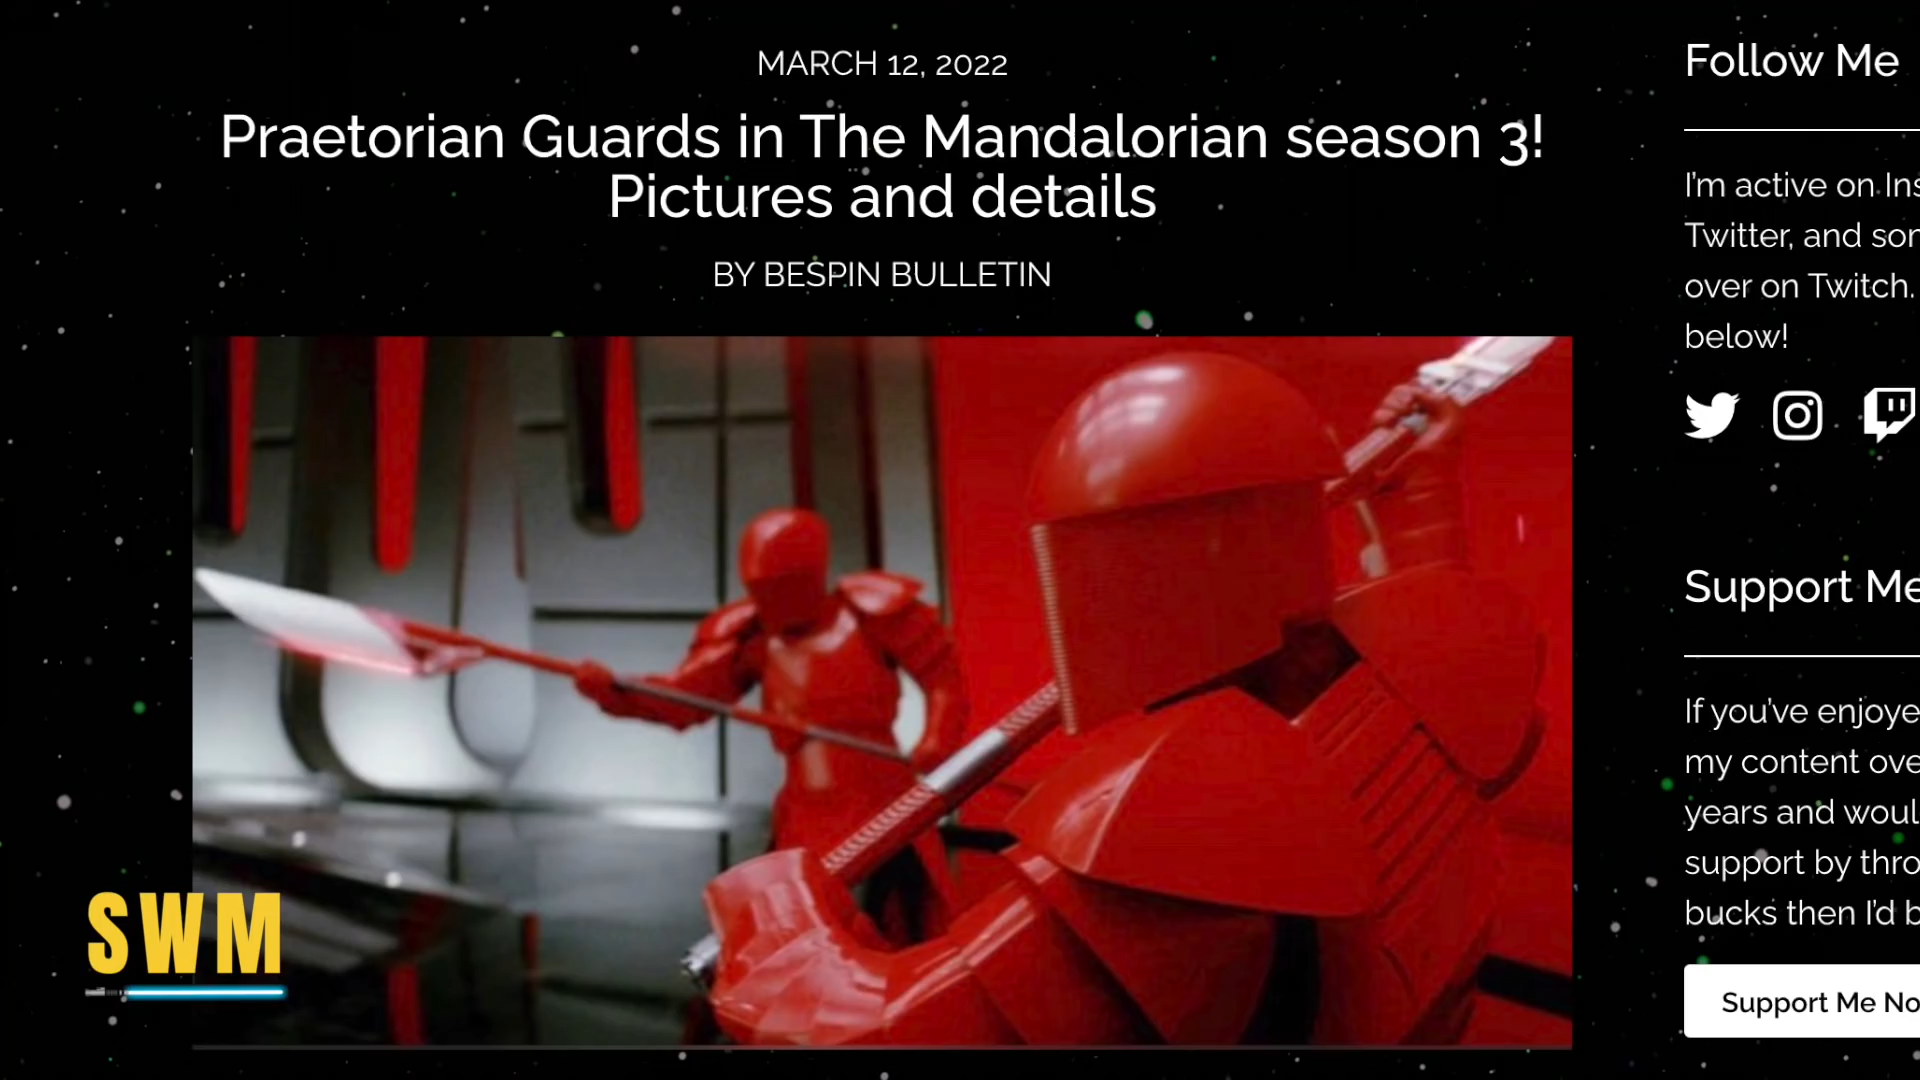 MARCH 12, 2022
Praetorian Guards in The Mandalorian season 3!
Pictures and details
BY BESPIN BULLETIN
SWM
Follow Me
I'm active on Ins
Twitter, and som
over on Twitch.
below!
Support Me
If you've enjoye
my content ove
years and woul
support by thro
bucks then I'd b
Support Me No